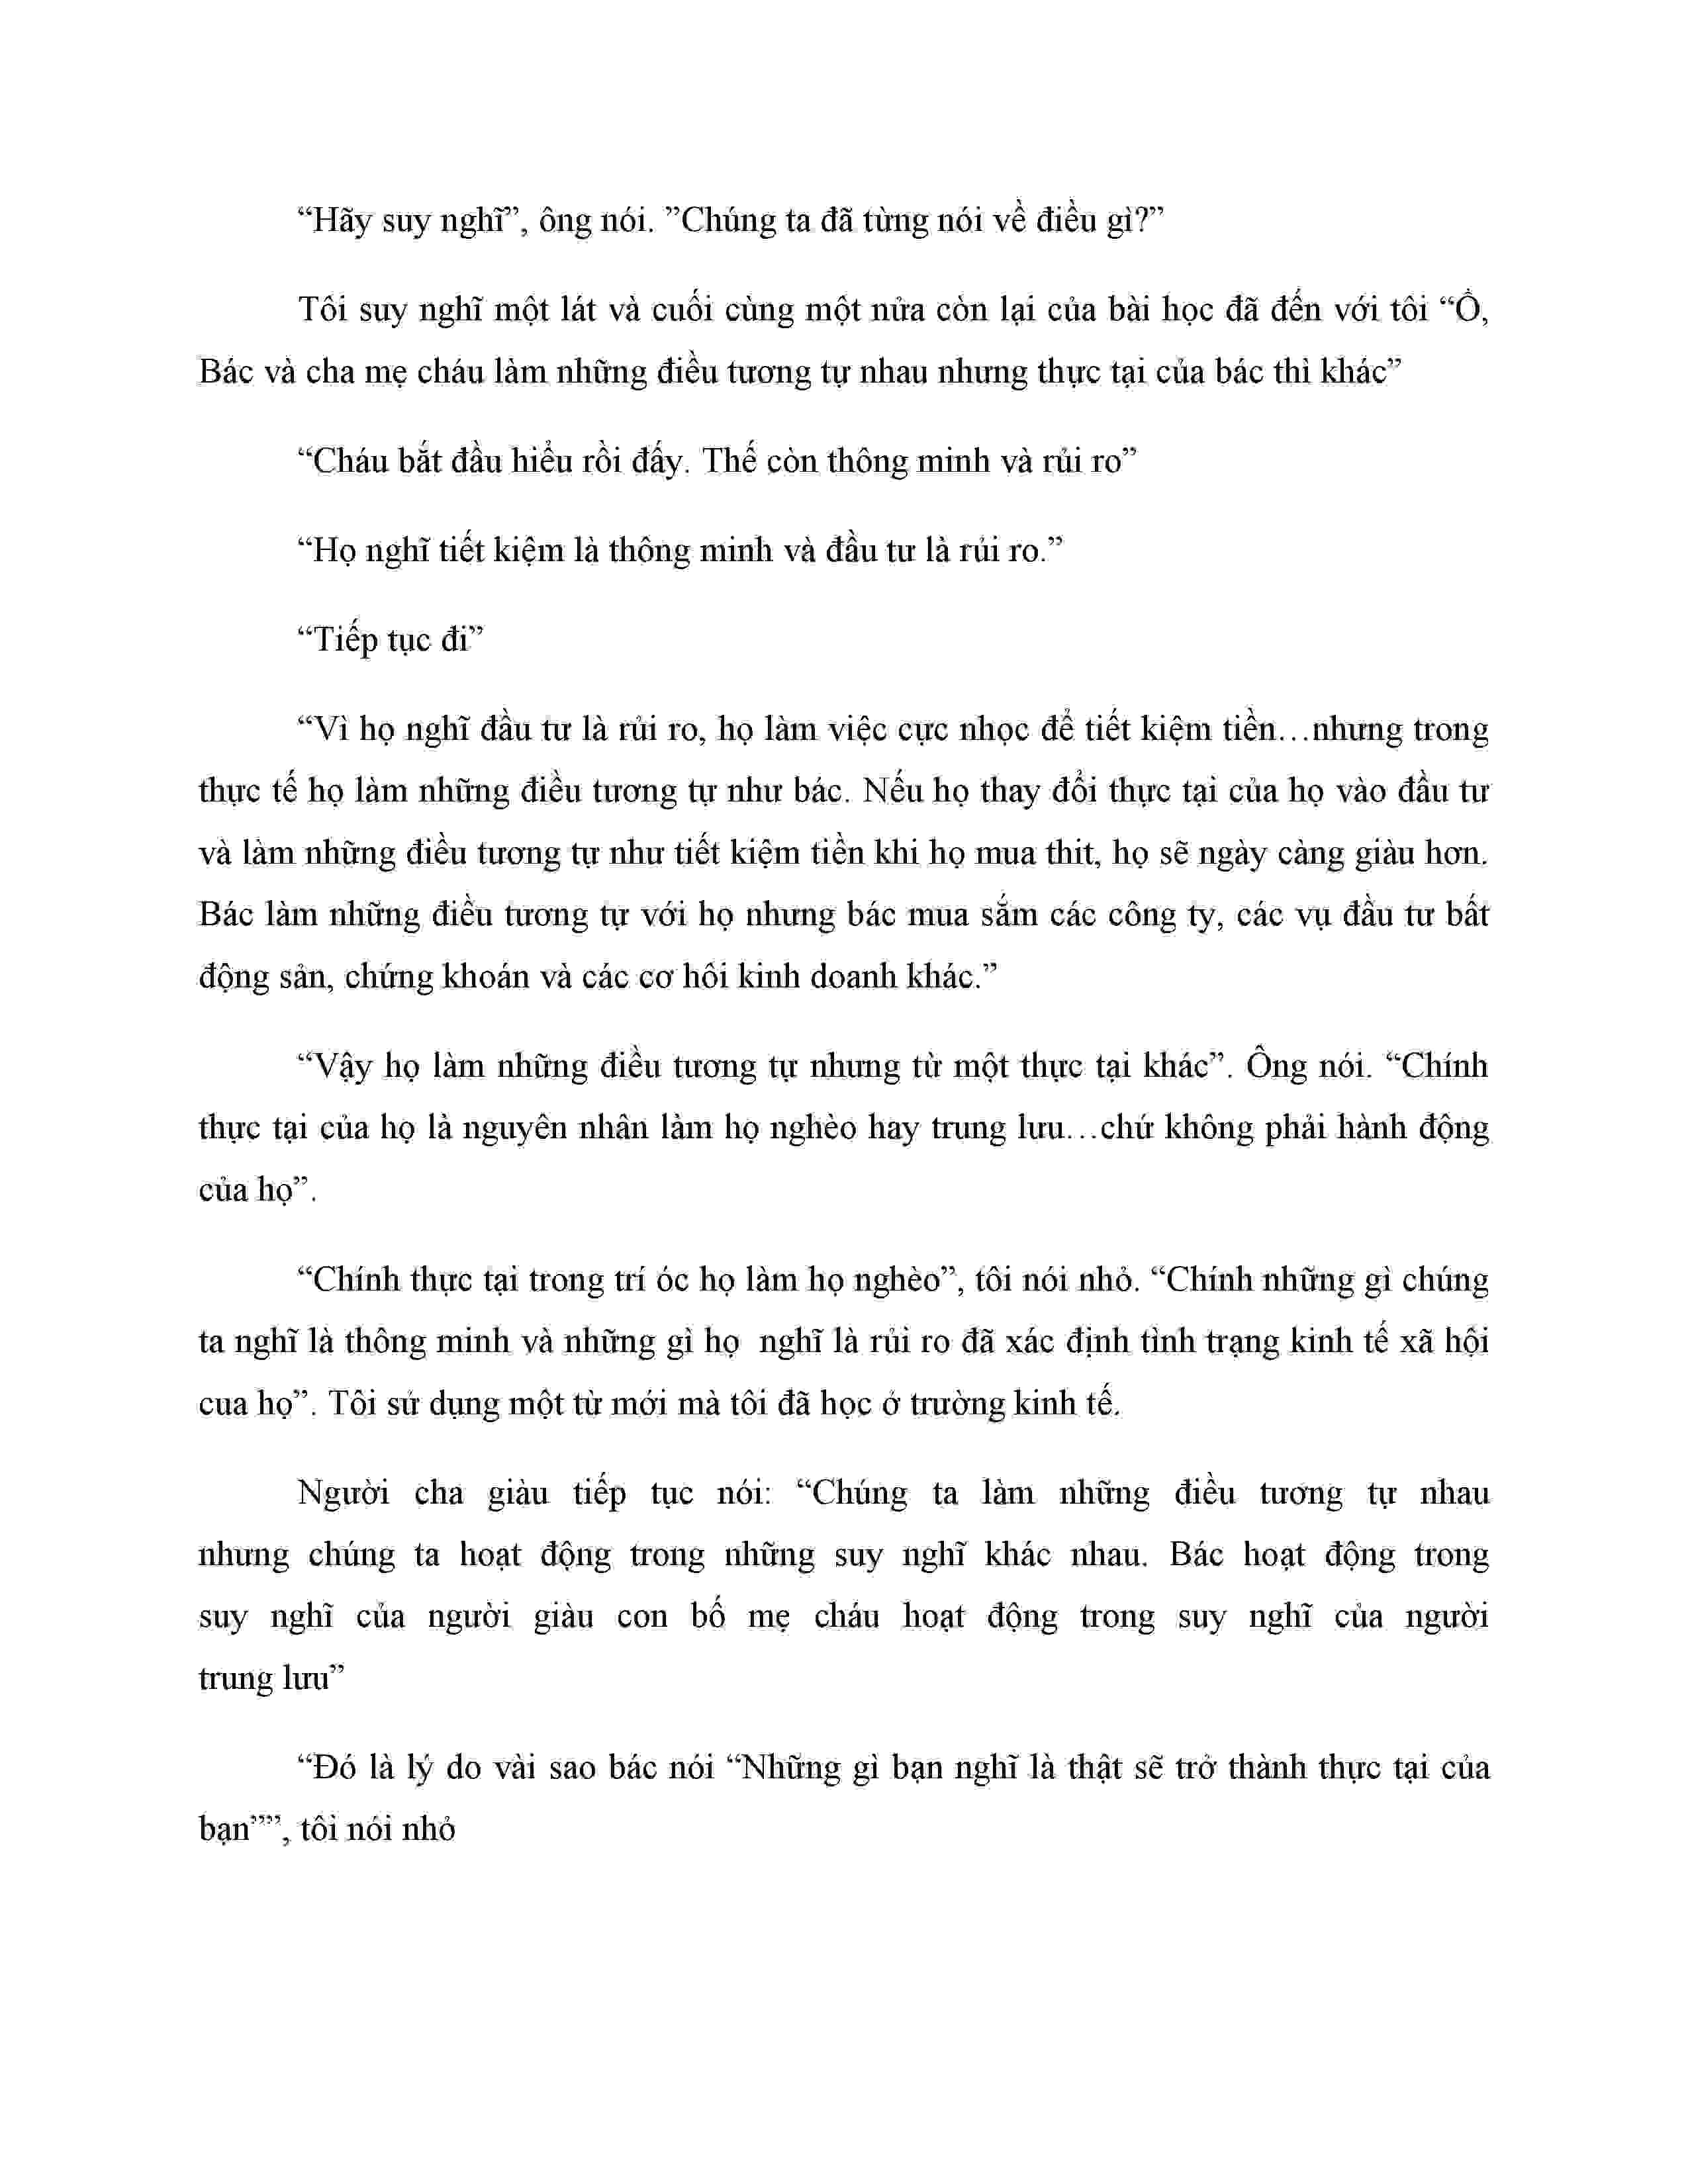 “Hãy suy nghĩ”, ông nói. ”Chúng ta đã từng nói về điều gì?”
Tôi suy nghĩ một lát và cuối cùng một nửa còn lại của bài học đã đến với tôi “Ồ,
Bác và cha mẹ cháu làm những điều tương tự nhau nhưng thực tại của bác thì khác”
“Cháu bắt đầu hiểu rồi đấy. Thế còn thông minh và rủi ro”
“Họ nghĩ tiết kiệm là thông minh và đầu tư là rủi ro.”
“Tiếp tục đi”
“Vì họ nghĩ đầu tư là rủi ro, họ làm việc cực nhọc để tiết kiệm tiền…nhưng trong
thực tế họ làm những điều tương tự như bác. Nếu họ thay đổi thực tại của họ vào đầu tư
và làm những điều tương tự như tiết kiệm tiền khi họ mua thit, họ sẽ ngày càng giàu hơn.
Bác làm những điều tương tự với họ nhưng bác mua sắm các công ty, các vụ đầu tư bất
động sản, chứng khoán và các cơ hôi kinh doanh khác.”
“Vậy họ làm những điều tương tự nhưng từ một thực tại khác”. Ông nói. “Chính
thực tại của họ là nguyên nhân làm họ nghèo hay trung lưu…chứ không phải hành động
của họ”.
“Chính thực tại trong trí óc họ làm họ nghèo”, tôi nói nhỏ. “Chính những gì chúng
ta nghĩ là thông minh và những gì họ  nghĩ là rủi ro đã xác định tình trạng kinh tế xã hội
cua họ”. Tôi sử dụng một từ mới mà tôi đã học ở trường kinh tế.
Người cha giàu tiếp tục nói: “Chúng ta làm những điều tương tự nhau
nhưng chúng ta hoạt động trong những suy nghĩ khác nhau. Bác hoạt động trong
suy nghĩ của người giàu con bố mẹ cháu hoạt động trong suy nghĩ của người
trung lưu”
“Đó là lý do vài sao bác nói “Những gì bạn nghĩ là thật sẽ trở thành thực tại của
bạn””, tôi nói nhỏ